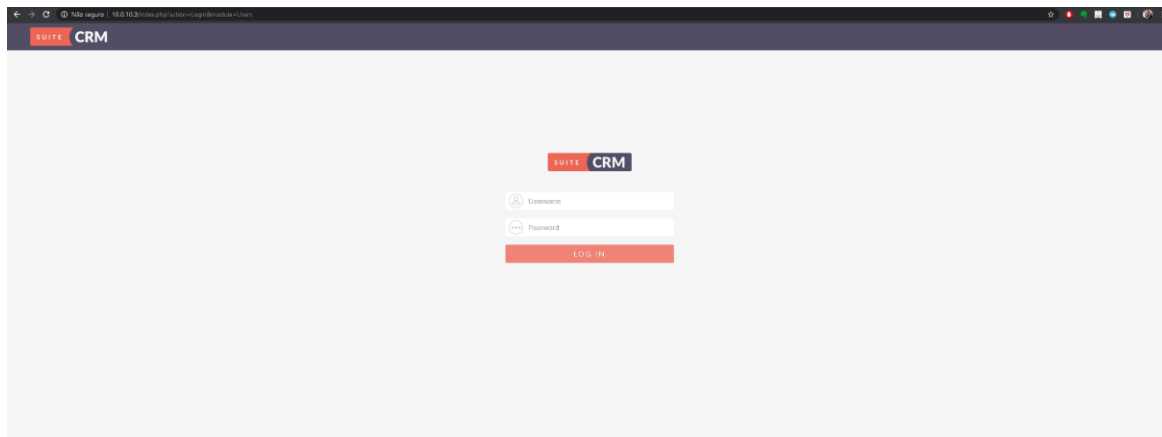 Não seguro | 10.0.10.3/index.php?action=Login&module=Users
SUITE CRM
SUITE CRM
Username
Password
LOG IN